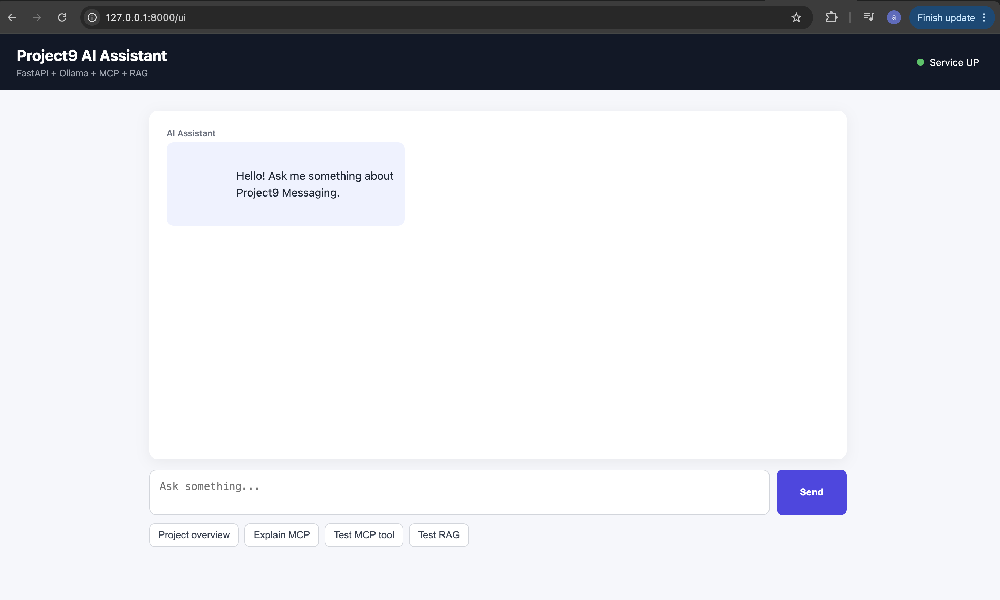 127.0.0.1:8000/ui
a
Finish update
Project9 AI Assistant
FastAPI + Ollama + MCP + RAG
Service UP
AI Assistant
Hello! Ask me something about
Project9 Messaging.
Ask something...
Send
Project overview
Explain MCP
Test MCP tool
Test RAG